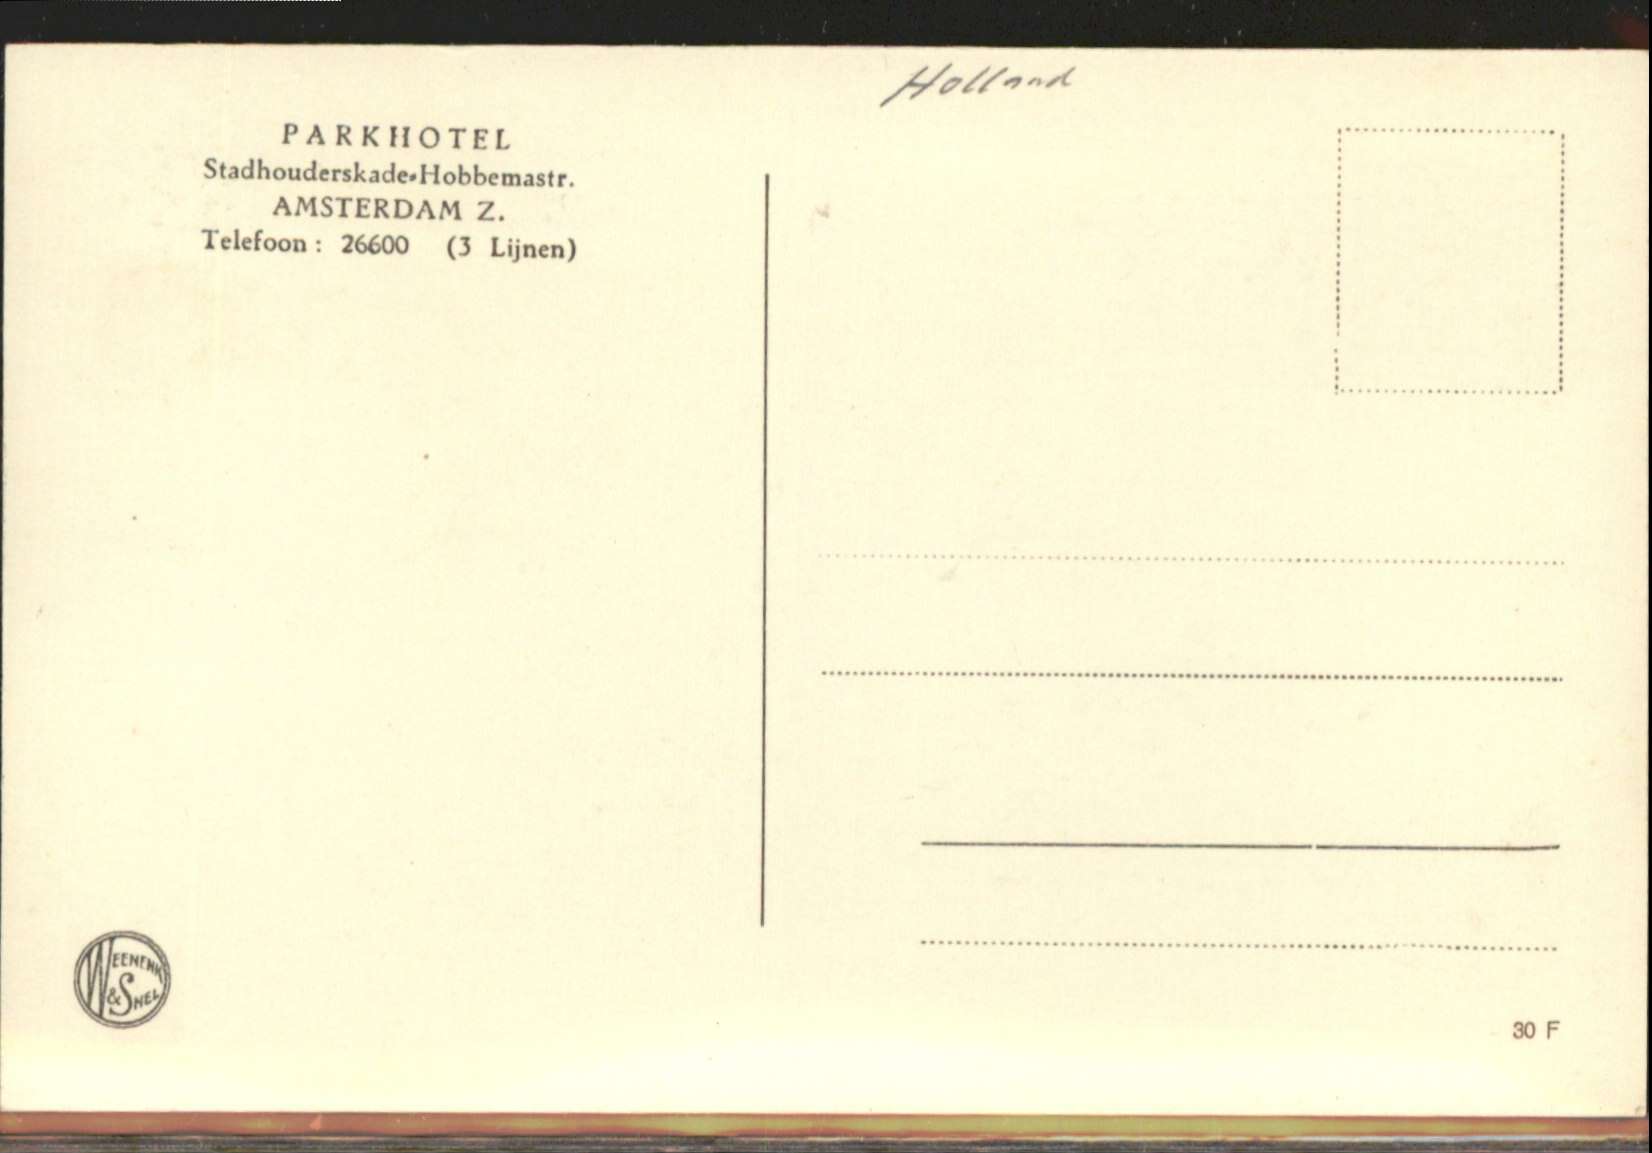 Holland
PARKHOTEL
Stadhouderskade-Hobbemastr.
AMSTERDAM Z.
Telefoon : 26600 (3 Lijnen)
WEENENK
& SNEL
30 F